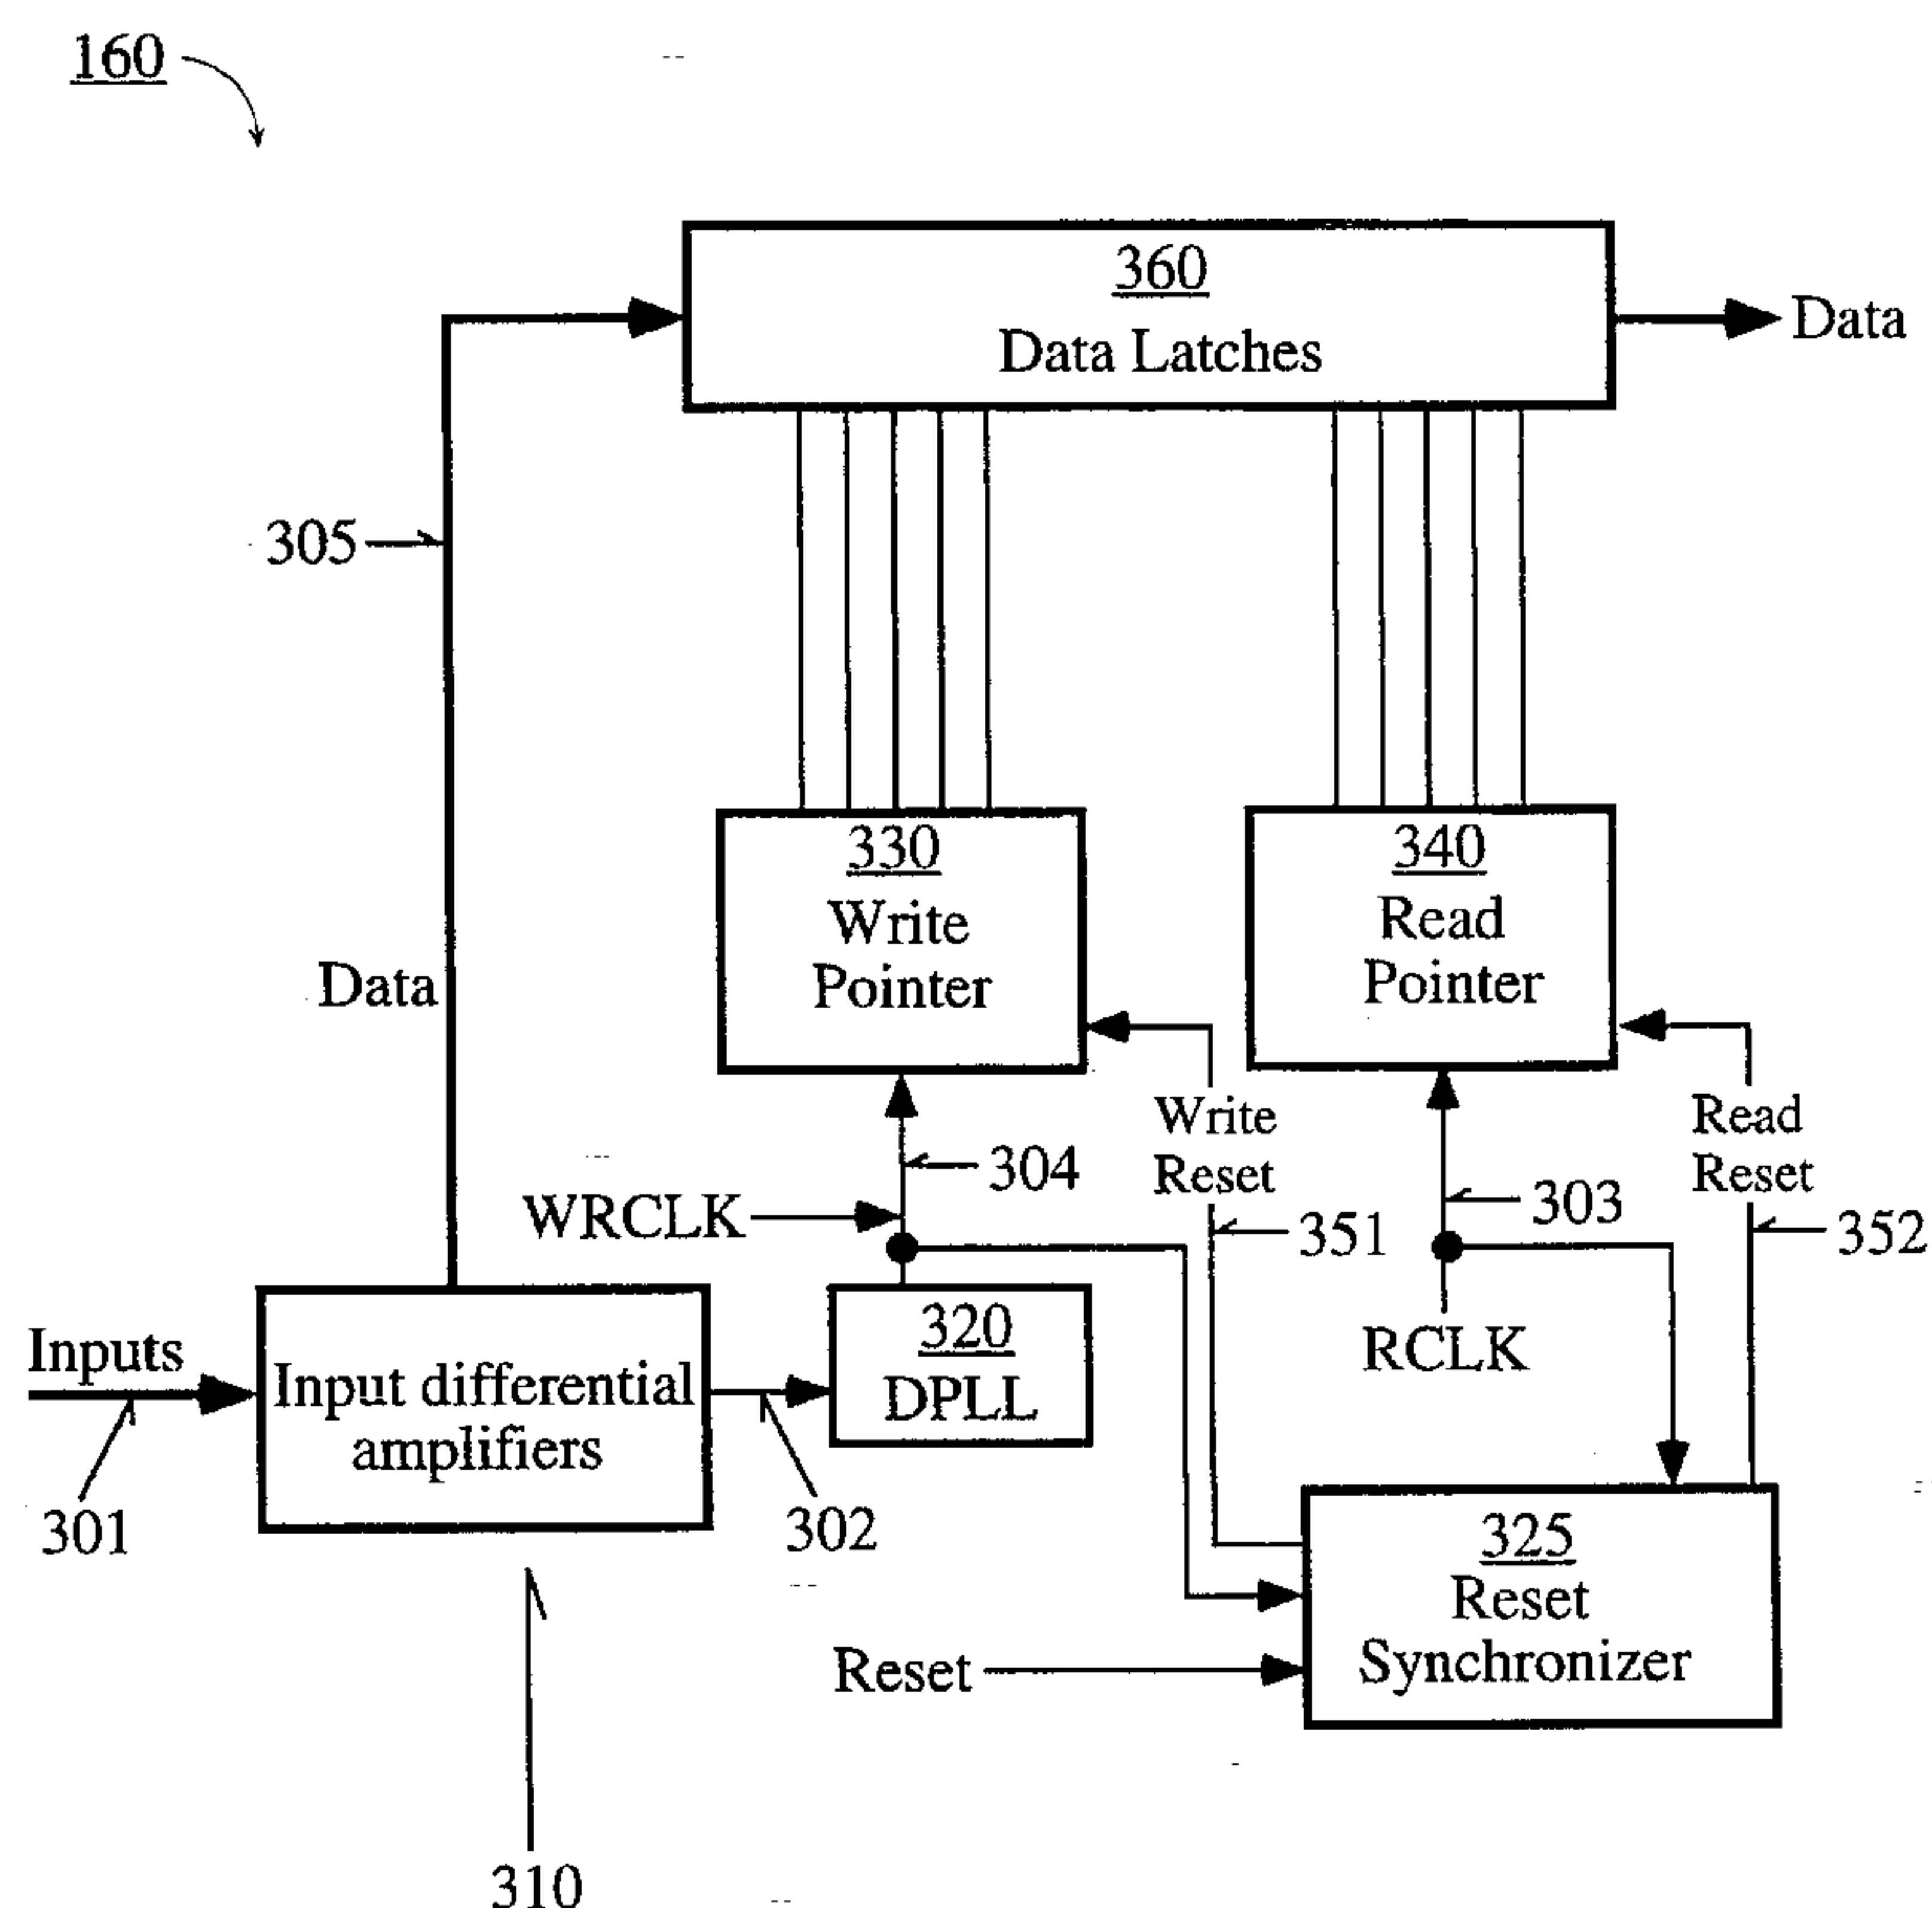 160
360
Data Latches
Data
305
330
Write
Pointer
340
Read
Pointer
Data
Write
Reset
Read
Reset
304
303
WRCLK
351
352
320
DPLL
RCLK
Inputs
Input differential
amplifiers
301
302
325
Reset
Synchronizer
Reset
310